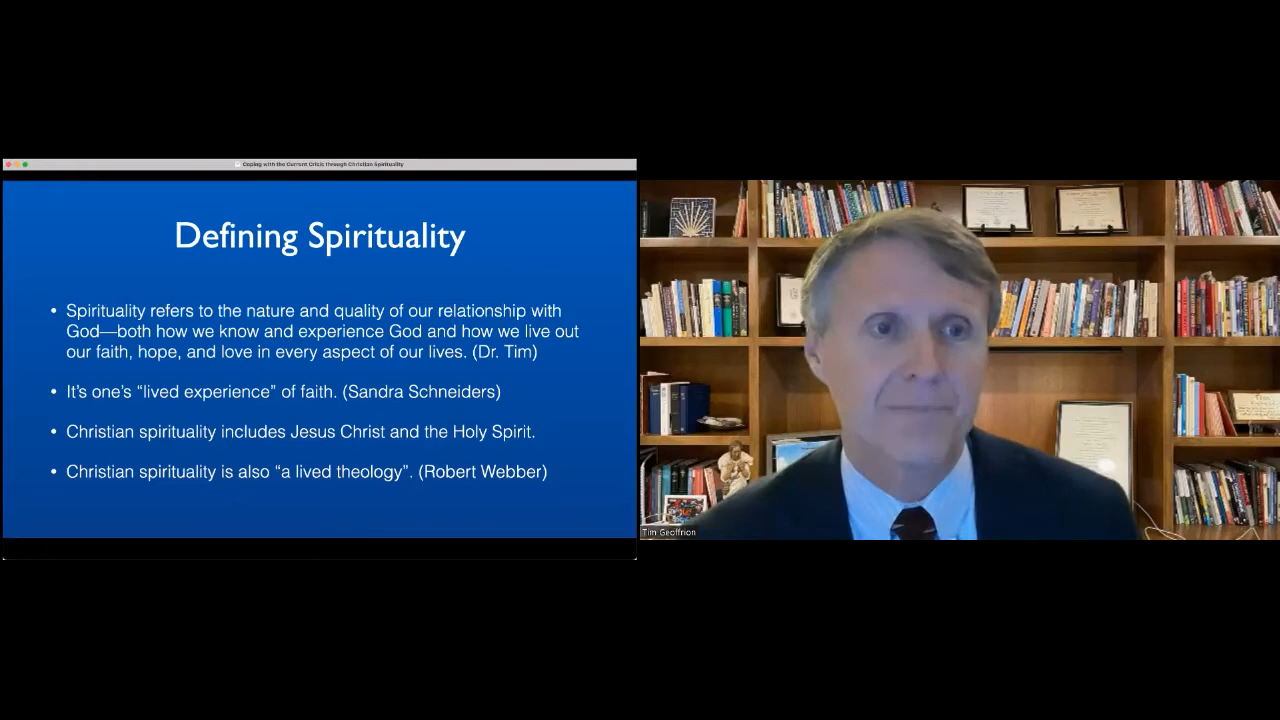 Coping with the Current Crisis through Christian Spirituality
Defining Spirituality
• Spirituality refers to the nature and quality of our relationship with
God—both how we know and experience God and how we live out
our faith, hope, and love in every aspect of our lives. (Dr. Tim)
• It's one's “lived experience” of faith. (Sandra Schneiders)
• Christian spirituality includes Jesus Christ and the Holy Spirit.
• Christian spirituality is also “a lived theology”. (Robert Webber)
Tim Geoffrion